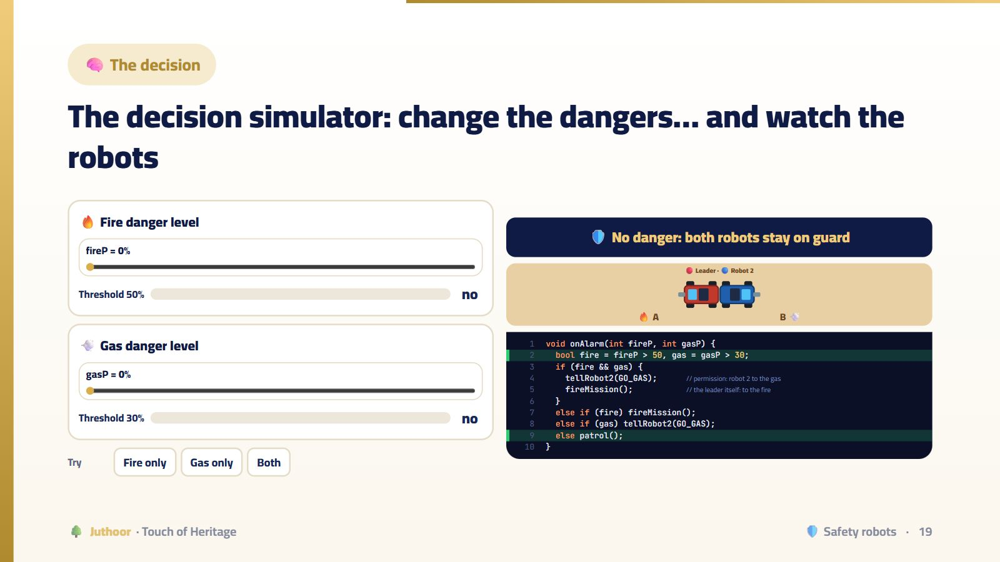 The decision
The decision simulator: change the dangers... and watch the
robots
Fire danger level
fireP = 0%
Threshold 50%
no
Gas danger level
gasP = 0%
Threshold 30%
no
Try
Fire only
Gas only
Both
No danger: both robots stay on guard
Leader · Robot 2
A
B
1 void onAlarm(int fireP, int gasP) {
2 bool fire = fireP > 50, gas = gasP > 30;
3 if (fire && gas) {
4 tellRobot2(GO_GAS); // permission: robot 2 to the gas
5 fireMission(); // the leader itself: to the fire
6 }
7 else if (fire) fireMission();
8 else if (gas) tellRobot2(GO_GAS);
9 else patrol();
10 }
Juthoor · Touch of Heritage
Safety robots · 19